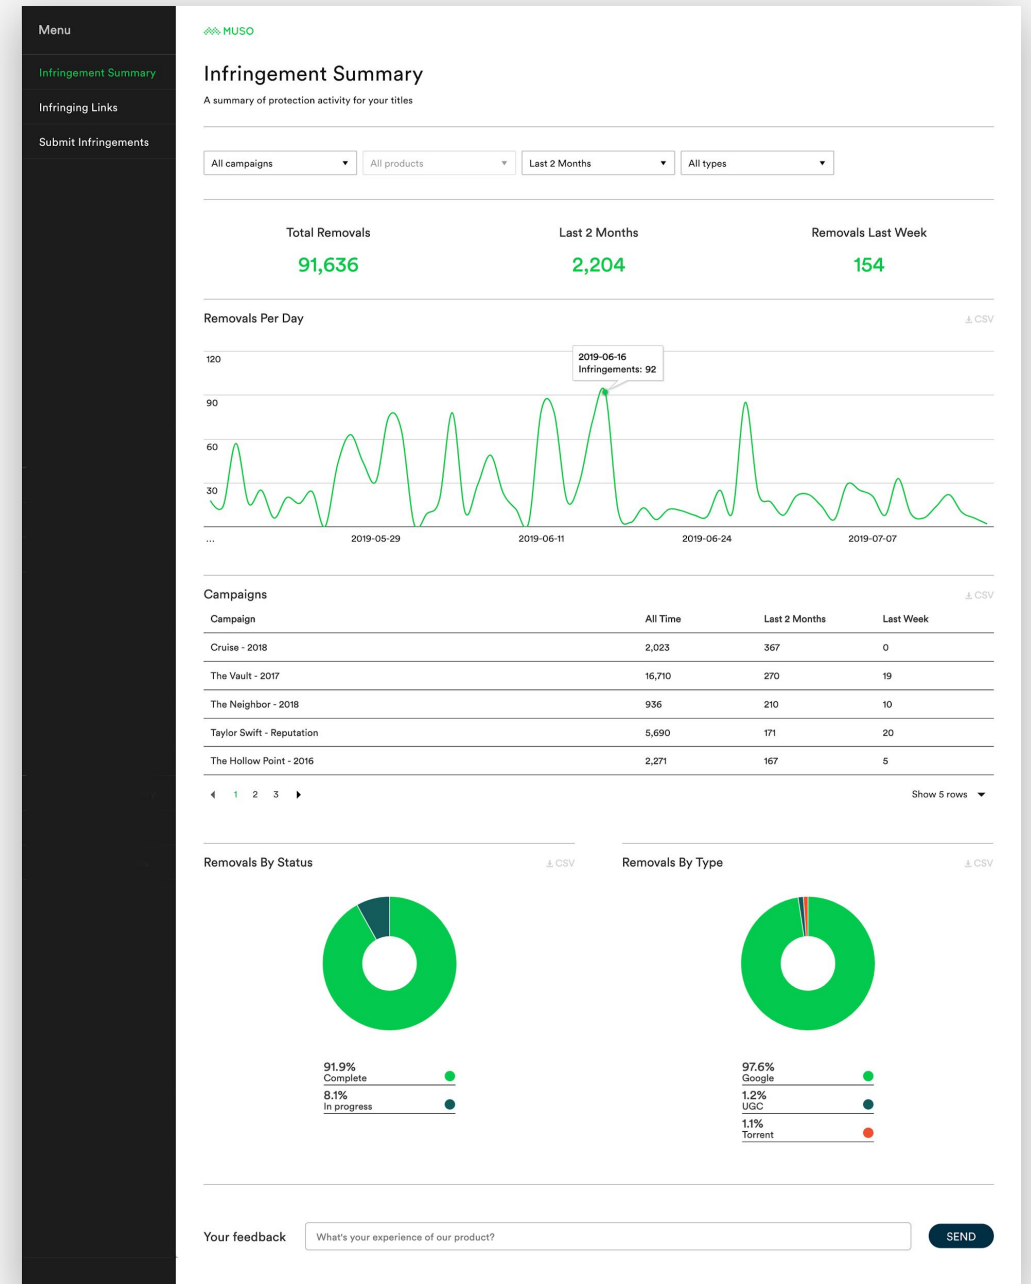 Menu
Infringement Summary
Infringing Links
Submit Infringements
MUSO
Infringement Summary
A summary of protection activity for your titles
All campaigns ▼ All products ▼ Last 2 Months ▼ All types ▼
Total Removals Last 2 Months Removals Last Week
91,636 2,204 154
Removals Per Day CSV
2019-06-16
Infringements: 92
120
90
60
30
... 2019-05-29 2019-06-11 2019-06-24 2019-07-07
Campaigns CSV
Campaign All Time Last 2 Months Last Week
Cruise - 2018 2,023 367 0
The Vault - 2017 16,710 270 19
The Neighbor - 2018 936 210 10
Taylor Swift - Reputation 5,690 171 20
The Hollow Point - 2016 2,271 167 5
1 2 3 Show 5 rows
Removals By Status CSV
91.9%
Complete
8.1%
In progress
Removals By Type CSV
97.6%
Google
1.2%
UGC
1.1%
Torrent
Your feedback What's your experience of our product? SEND